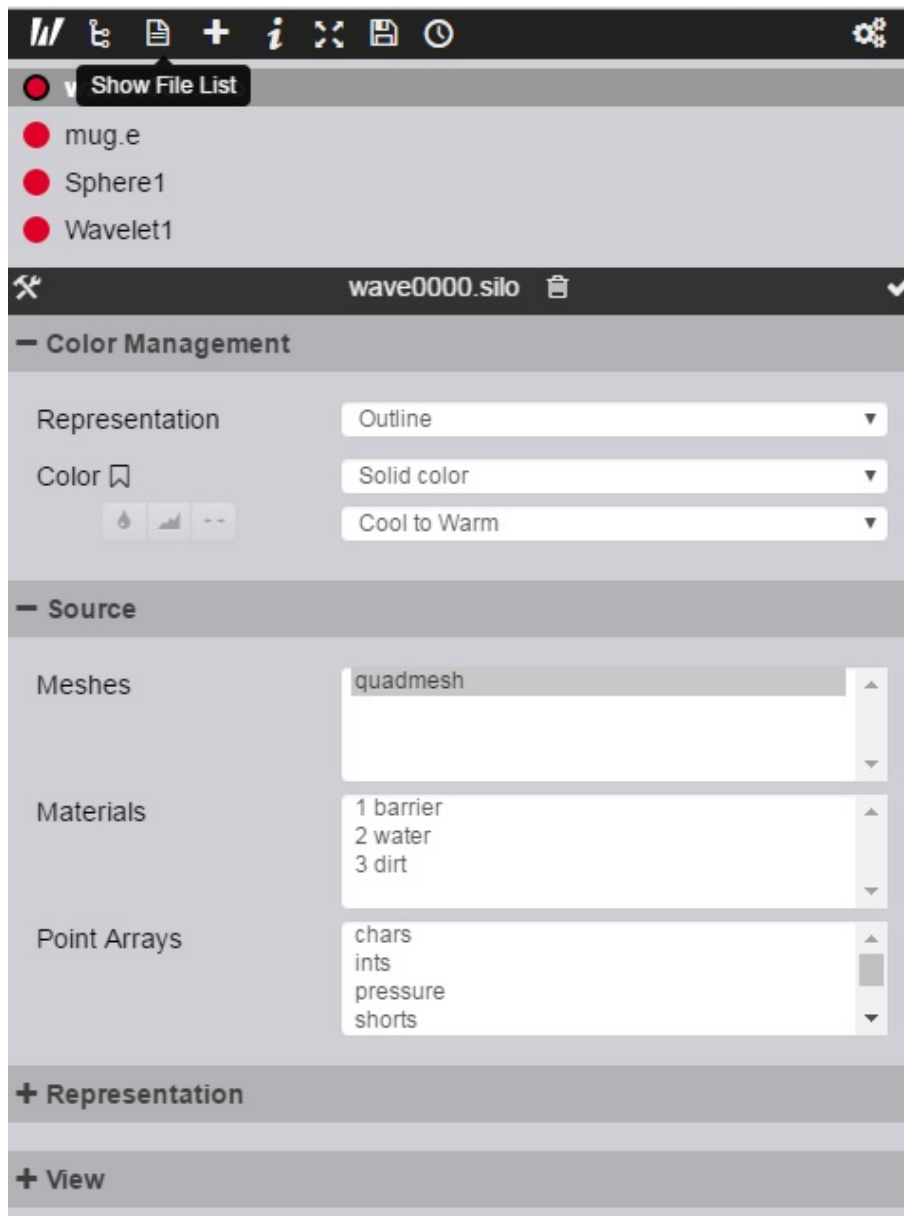 Show File List
mug.e
Sphere1
Wavelet1
wave0000.silo
Color Management
Representation
Outline
Color
Solid color
Cool to Warm
Source
Meshes
quadmesh
Materials
1 barrier
2 water
3 dirt
Point Arrays
chars
ints
pressure
shorts
Representation
View